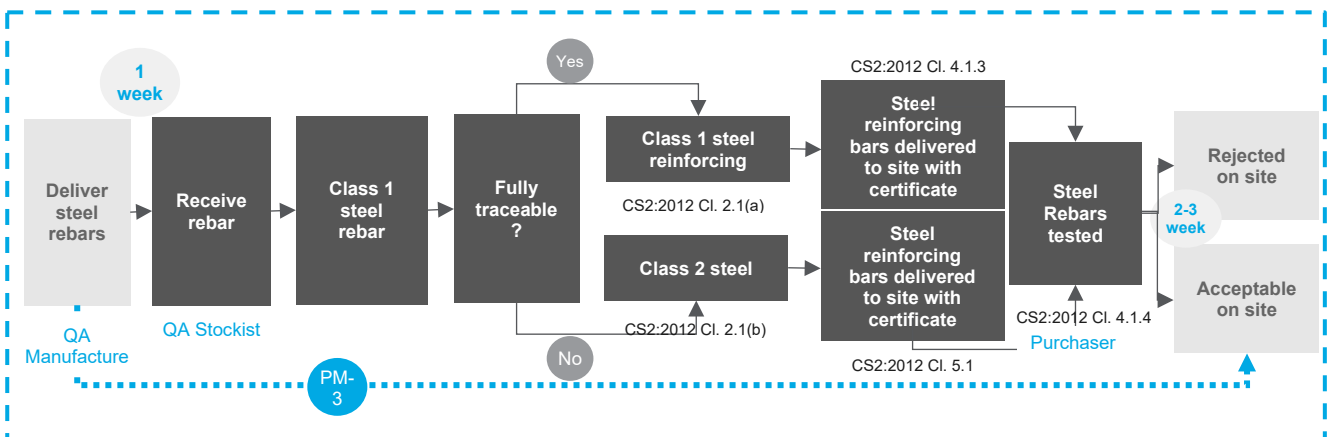 1
week
Yes
CS2:2012 Cl. 4.1.3
Deliver
steel
rebars
Receive
rebar
Class 1
steel
rebar
Fully
traceable
?
Class 1 steel
reinforcing
CS2:2012 Cl. 2.1(a)
Class 2 steel
CS2:2012 Cl. 2.1(b)
Steel
reinforcing
bars delivered
to site with
certificate
Steel
reinforcing
bars delivered
to site with
certificate
Steel
Rebars
tested
Rejected
on site
2-3
week
Acceptable
on site
QA
Manufacture
QA Stockist
No
CS2:2012 Cl. 4.1.4
Purchaser
CS2:2012 Cl. 5.1
PM-
3